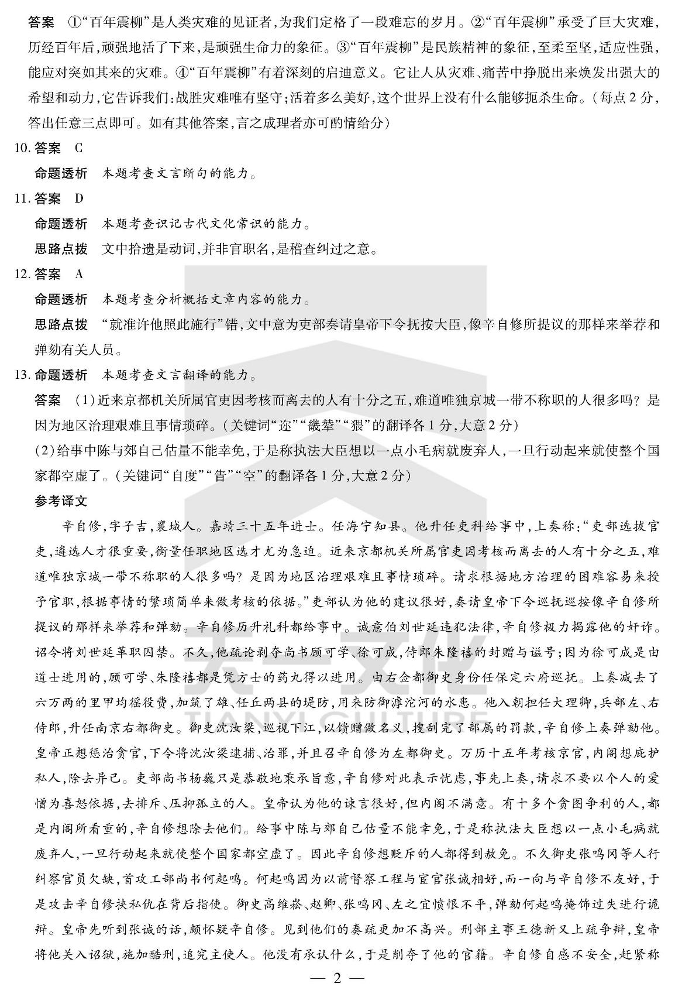 答案　①“百年震柳”是人类灾难的见证者,为我们定格了一段难忘的岁月。②“百年震柳”承受了巨大灾难,
历经百年后,顽强地活了下来,是顽强生命力的象征。③“百年震柳”是民族精神的象征,至柔至坚,适应性强,
能应对突如其来的灾难。④“百年震柳”有着深刻的启迪意义。它让人从灾难、痛苦中挣脱出来焕发出强大的
希望和动力,它告诉我们:战胜灾难唯有坚守;活着多么美好,这个世界上没有什么能够扼杀生命。(每点2分,
答出任意三点即可。如有其他答案,言之成理者亦可酌情给分)
10. 答案　C
命题透析　本题考查文言断句的能力。
11. 答案　D
命题透析　本题考查识记古代文化常识的能力。
思路点拨　文中拾遗是动词,并非官职名,是稽查纠过之意。
12. 答案　A
命题透析　本题考查分析概括文章内容的能力。
思路点拨　“就准许他照此施行”错,文中意为吏部奏请皇帝下令抚按大臣,像辛自修所提议的那样来举荐和
弹劾有关人员。
13. 命题透析　本题考查文言翻译的能力。
答案　(1)近来京都机关所属官吏因考核而离去的人有十分之五,难道唯独京城一带不称职的人很多吗? 是
因为地区治理艰难且事情琐碎。(关键词“迩”“畿辇”“猥”的翻译各1分,大意2分)
(2)给事中陈与郊自己估量不能幸免,于是称执法大臣想以一点小毛病就废弃人,一旦行动起来就使整个国
家都空虚了。(关键词“自度”“眚”“空”的翻译各1分,大意2分)
参考译文
辛自修,字子吉,襄城人。嘉靖三十五年进士。任海宁知县。他升任吏科给事中,上奏称:“吏部选拔官
吏,遴选人才很重要,衡量任职地区选才尤为急迫。近来京都机关所属官吏因考核而离去的人有十分之五,难
道唯独京城一带不称职的人很多吗? 是因为地区治理艰难且事情琐碎。请求根据地方治理的困难容易来授
予官职,根据事情的繁琐简单来做考核的依据。”吏部认为他的建议很好,奏请皇帝下令巡抚巡按像辛自修所
提议的那样来举荐和弹劾。辛自修历升礼科都给事中。诚意伯刘世延违犯法律,辛自修极力揭露他的奸诈。
诏令将刘世延革职囚禁。不久,他疏论剥夺尚书顾可学、徐可成,侍郎朱隆禧的封赠与谥号;因为徐可成是由
道士进用的,顾可学、朱隆禧都是凭方士的药丸得以进用。由右佥都御史身份任保定六府巡抚。上奏减去了
六万两的里甲均徭役费,加筑了雄、任丘两县的堤防,用来防御滹沱河的水患。他入朝担任大理卿,兵部左、右
侍郎,升任南京右都御史。御史沈汝梁,巡视下江,以馈赠做名义,搜刮完了部属的罚款,辛自修上奏弹劾他。
皇帝正想惩治贪官,下令将沈汝梁逮捕、治罪,并且召辛自修为左都御史。万历十五年考核京官,内阁想庇护
私人,除去异己。吏部尚书杨巍只是恭敬地秉承旨意,辛自修对此表示忧虑,事先上奏,请求不要以个人的爱
憎为喜怒依据,去排斥、压抑孤立的人。皇帝认为他的谏言很好,但内阁不满意。有十多个贪图争利的人,都
是内阁所看重的,辛自修想除去他们。给事中陈与郊自己估量不能幸免,于是称执法大臣想以一点小毛病就
废弃人,一旦行动起来就使整个国家都空虚了。因此辛自修想贬斥的人都得到赦免。不久御史张鸣冈等人行
纠察官员欠缺,首攻工部尚书何起鸣。何起鸣因为以前督察工程与宦官张诚相好,而一向与辛自修不友好,于
是攻击辛自修挟私仇在背后指使。御史高维崧、赵卿、张鸣冈、左之宜愤恨不平,弹劾何起鸣掩饰过失进行诡
辩。皇帝先听到张诚的话,颇怀疑辛自修。见到他们的奏疏更加不高兴。刑部主事王德新又上疏争辩,皇帝
将他关入诏狱,施加酷刑,追究主使人。他没有承认什么,于是削夺了他的官籍。辛自修自感不安全,赶紧称
天一文化
TIANYI CULTURE
— 2 —